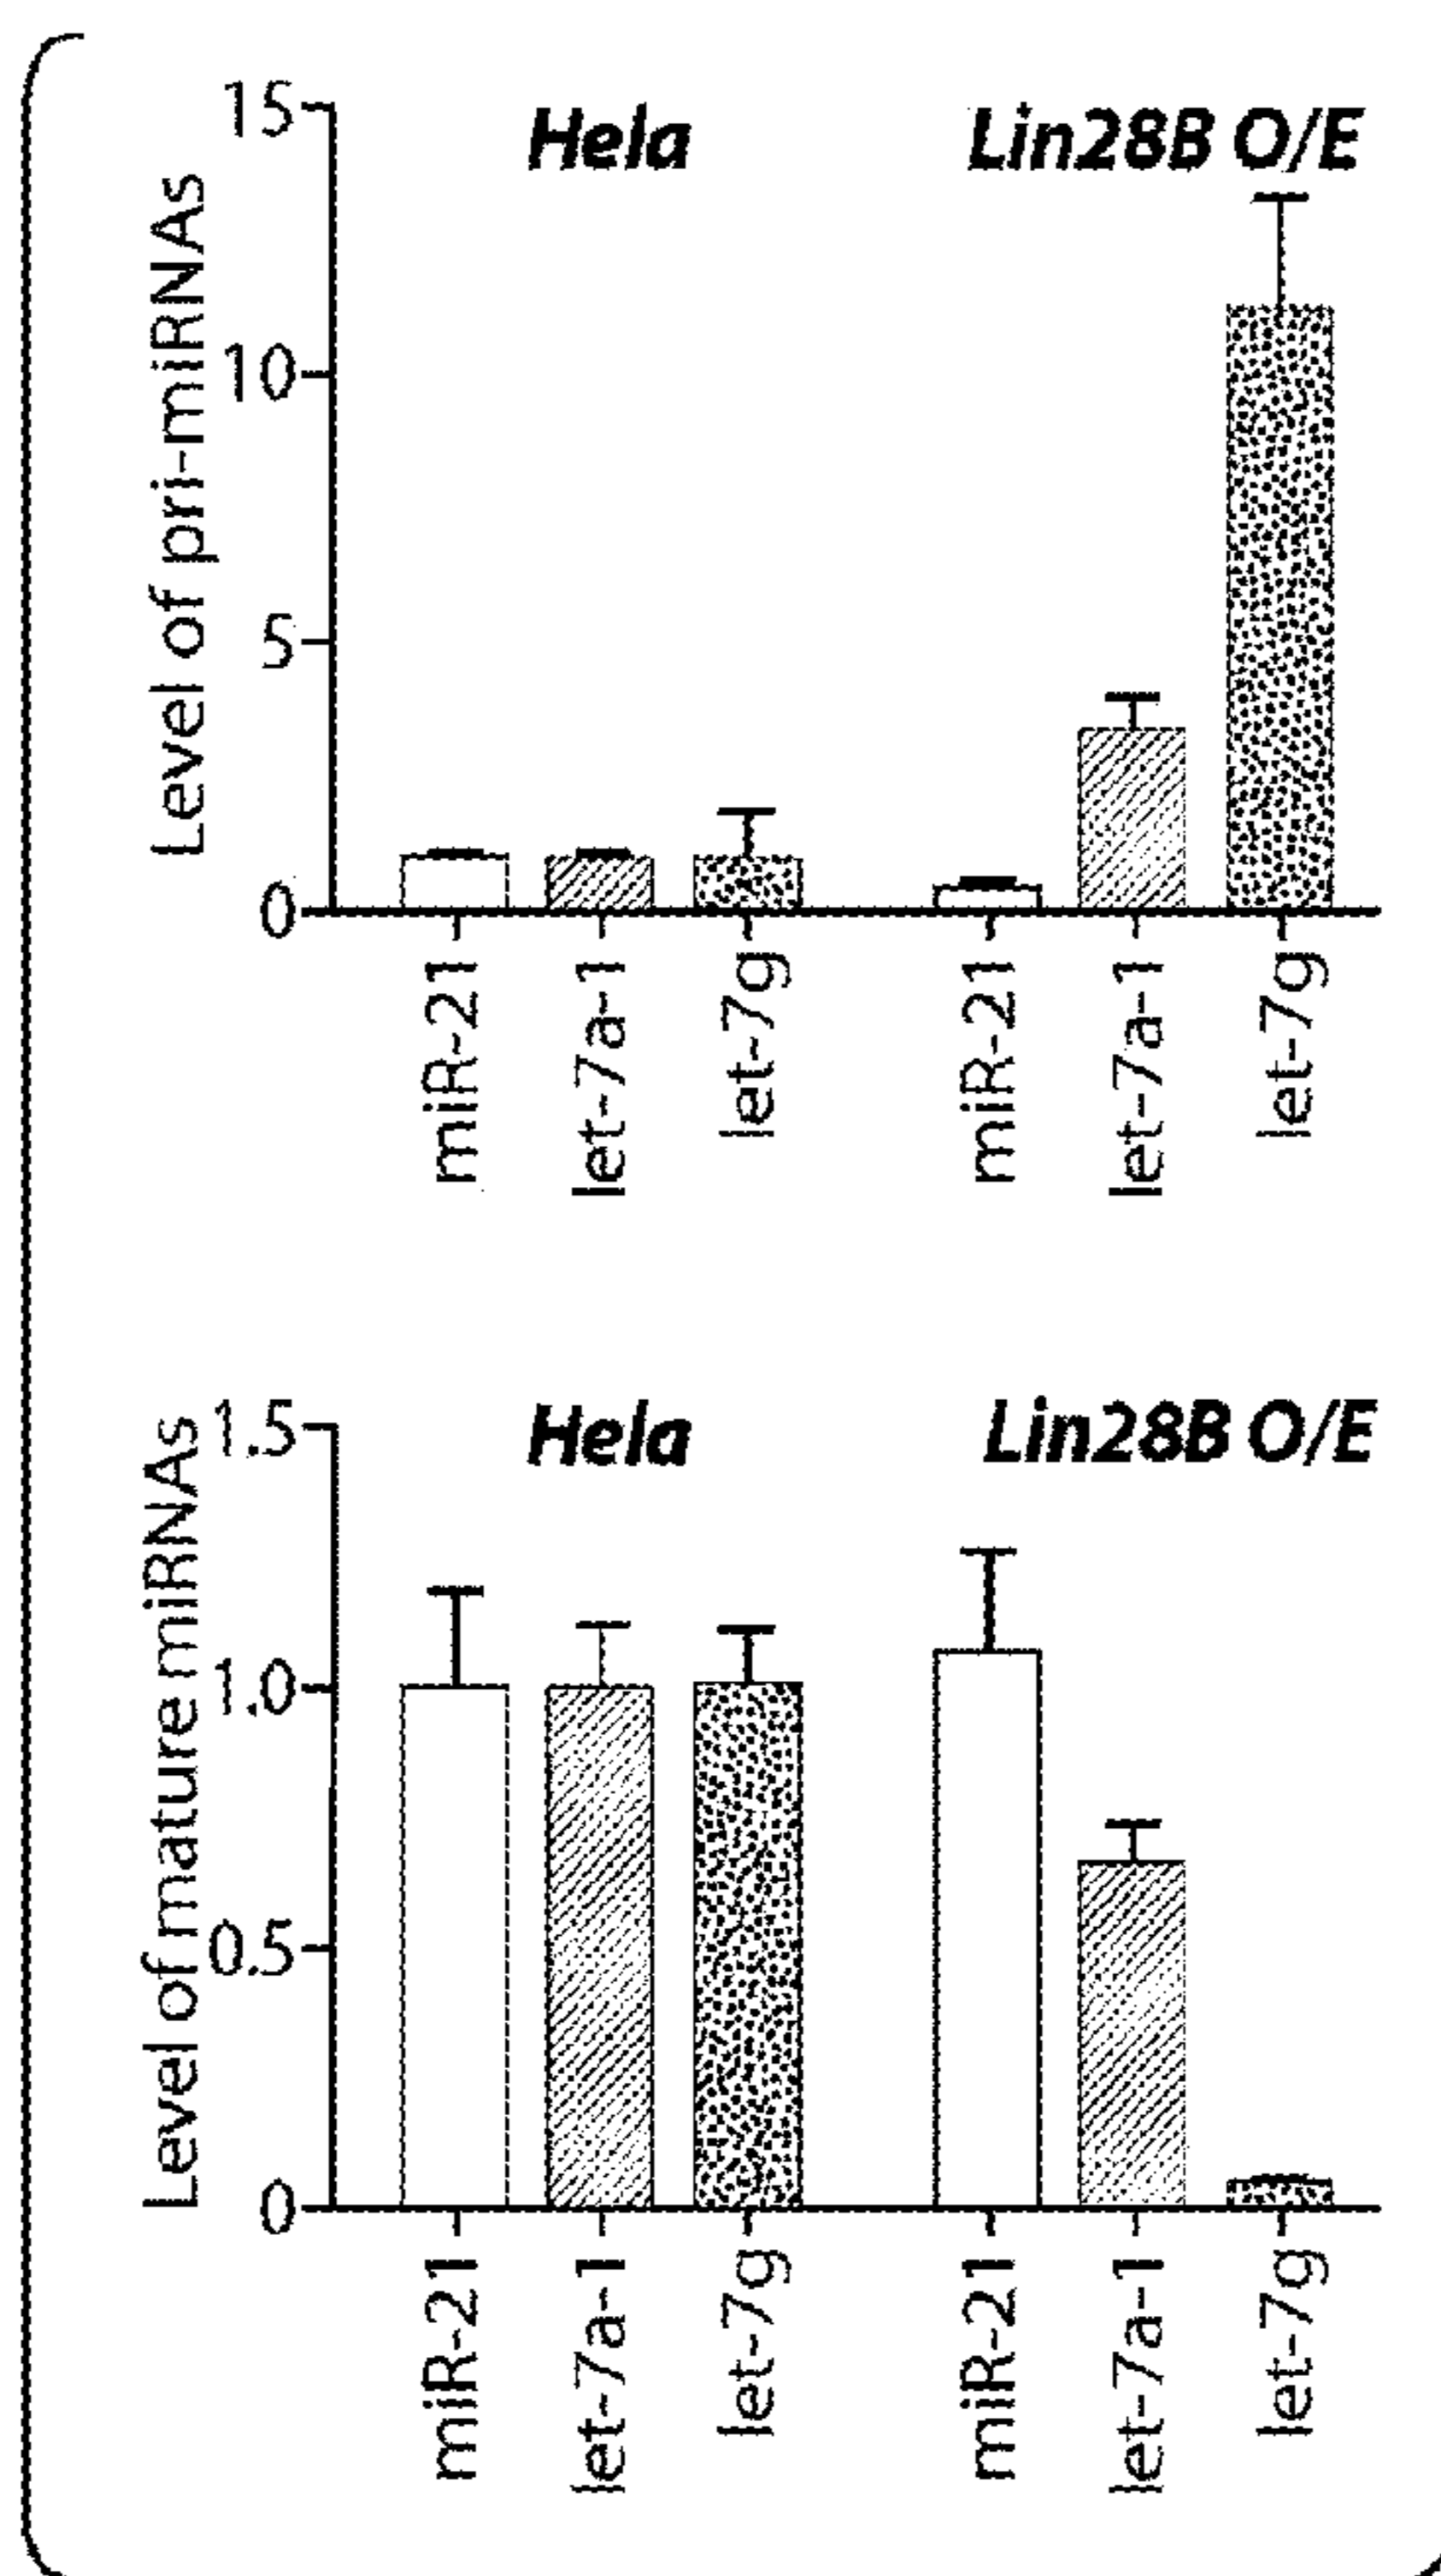 Hela Lin28B O/E
Level of pri-miRNAs
15
10
5
0
miR-21 let-7a-1 let-7g miR-21 let-7a-1 let-7g
Hela Lin28B O/E
Level of mature miRNAs
1.5
1.0
0.5
0
miR-21 let-7a-1 let-7g miR-21 let-7a-1 let-7g